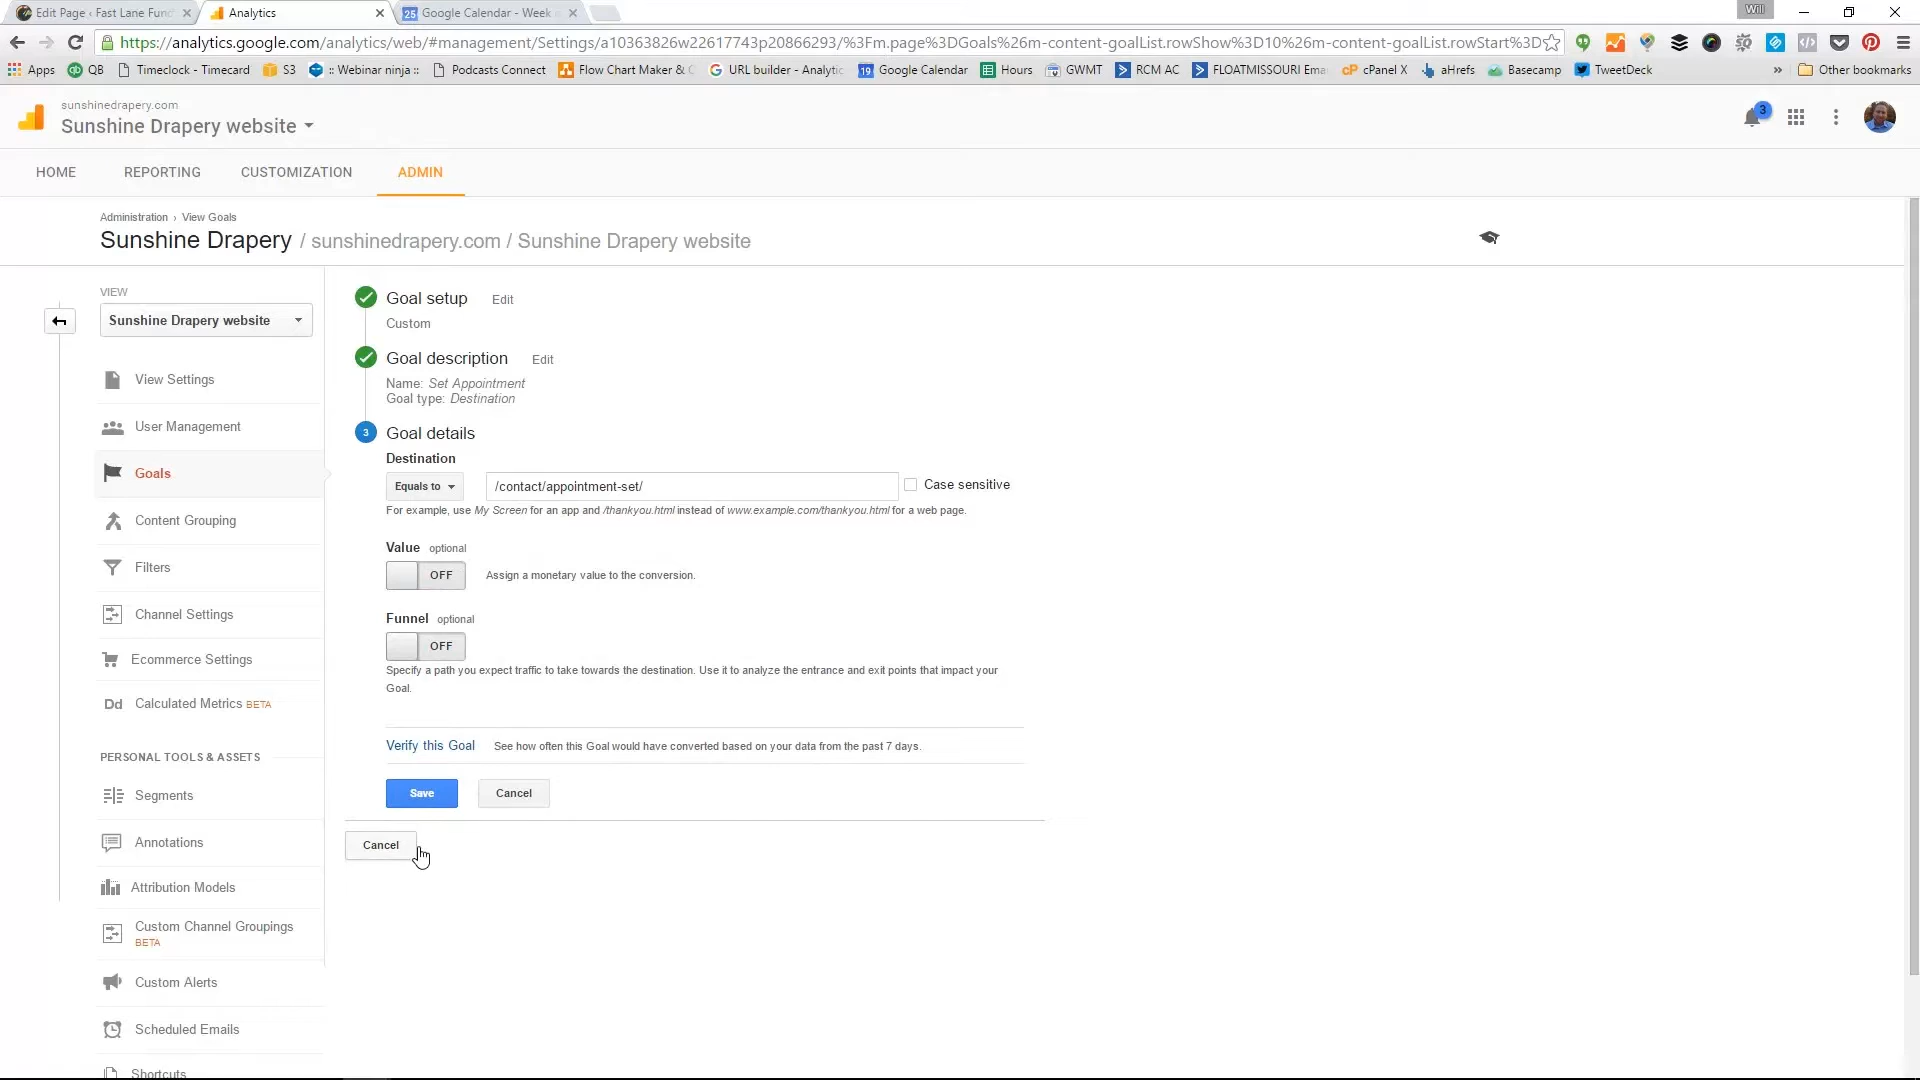 Edit Page ‹ Fast Lane Fun
Analytics
Google Calendar - Week
Will
https://analytics.google.com/analytics/web/#management/Settings/a10363826w22617743p20866293/%3Fm.page%3DGoals%26m-content-goalList.rowShow%3D10%26m-content-goalList.rowStart%3D
Apps
QB
Timeclock - Timecard
S3
:: Webinar ninja ::
Podcasts Connect
Flow Chart Maker &
URL builder - Analytic
Google Calendar
Hours
GWMT
RCM AC
FLOATMISSOURI Ema
cPanel X
aHrefs
Basecamp
TweetDeck
»
Other bookmarks
sunshinedrapery.com
Sunshine Drapery website
3
HOME
REPORTING
CUSTOMIZATION
ADMIN
Administration › View Goals
Sunshine Drapery / sunshinedrapery.com / Sunshine Drapery website
VIEW
Sunshine Drapery website
View Settings
User Management
Goals
Content Grouping
Filters
Channel Settings
Ecommerce Settings
Dd Calculated Metrics BETA
PERSONAL TOOLS & ASSETS
Segments
Annotations
Attribution Models
Custom Channel Groupings
BETA
Custom Alerts
Scheduled Emails
Shortcuts
Goal setup Edit
Custom
Goal description Edit
Name: Set Appointment
Goal type: Destination
3 Goal details
Destination
Equals to /contact/appointment-set/ Case sensitive
For example, use My Screen for an app and /thankyou.html instead of www.example.com/thankyou.html for a web page.
Value optional
OFF Assign a monetary value to the conversion.
Funnel optional
OFF
Specify a path you expect traffic to take towards the destination. Use it to analyze the entrance and exit points that impact your
Goal.
Verify this Goal See how often this Goal would have converted based on your data from the past 7 days.
Save Cancel
Cancel